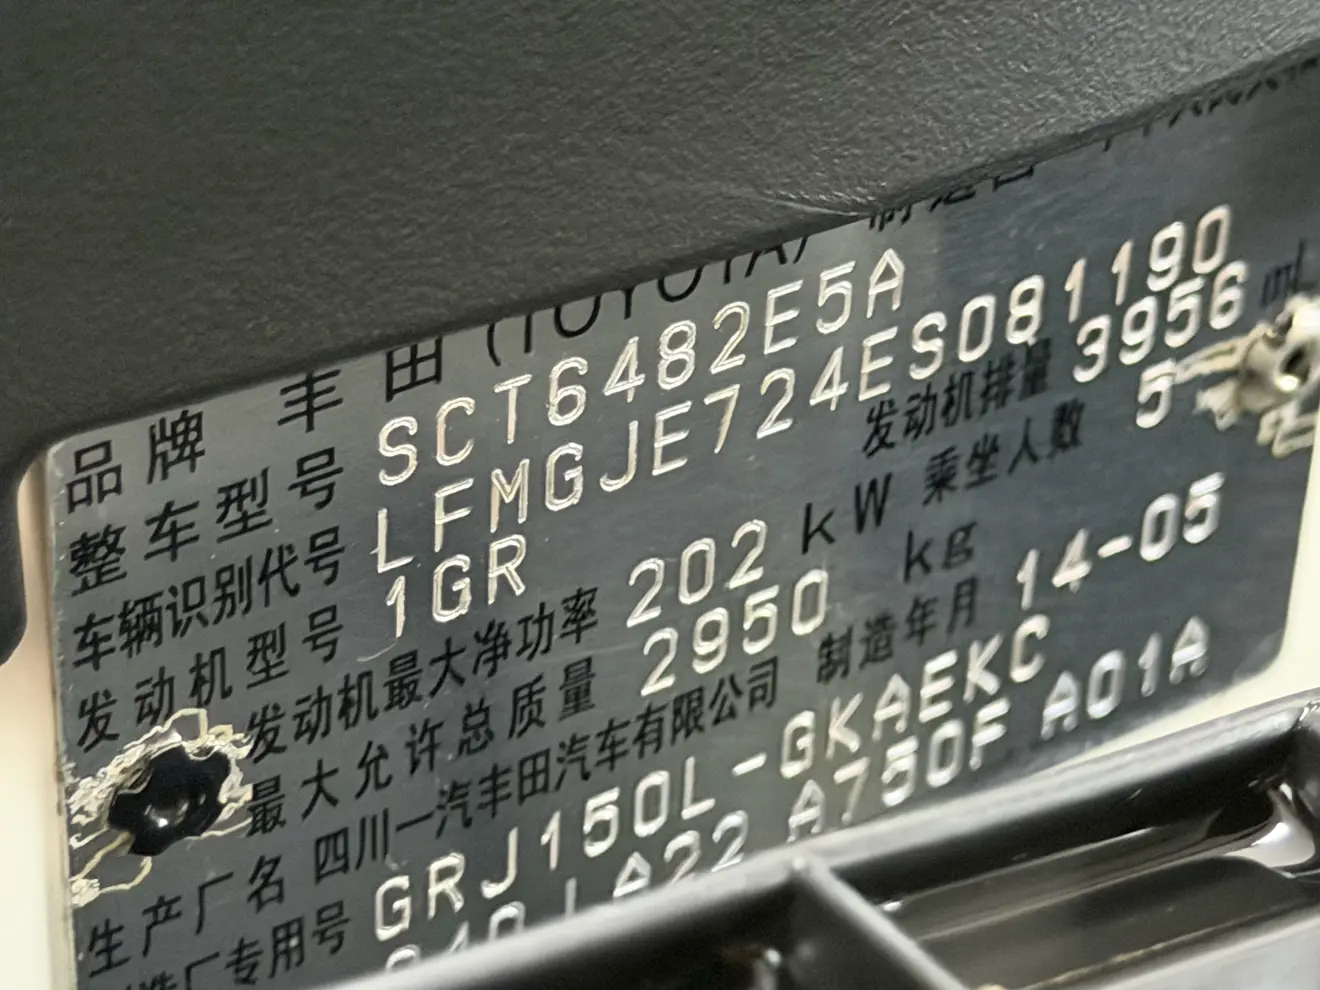 品牌 丰田(TOYOTA) 制造国
整车型号 SCT6482E5A
车辆识别代号 LFMGJE724ES081190
发动机型号 1GR 发动机排量 3956 mL
发动机最大净功率 202 kW 乘坐人数 5
最大允许总质量 2950 kg
生产厂名 四川一汽丰田汽车有限公司 制造年月 14-05
制造厂专用号 GRJ150L-GKAEKC
LA22 A750F A01A